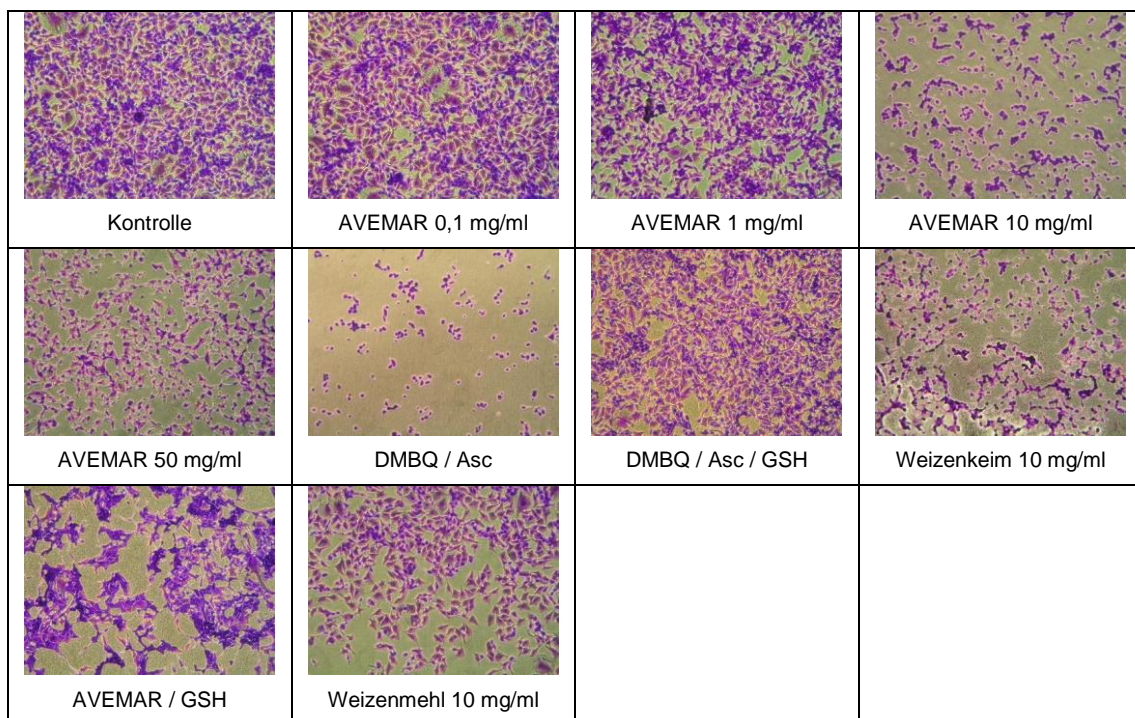 Kontrolle
AVEMAR 0,1 mg/ml
AVEMAR 1 mg/ml
AVEMAR 10 mg/ml
AVEMAR 50 mg/ml
DMBQ / Asc
DMBQ / Asc / GSH
Weizenkeim 10 mg/ml
AVEMAR / GSH
Weizenmehl 10 mg/ml